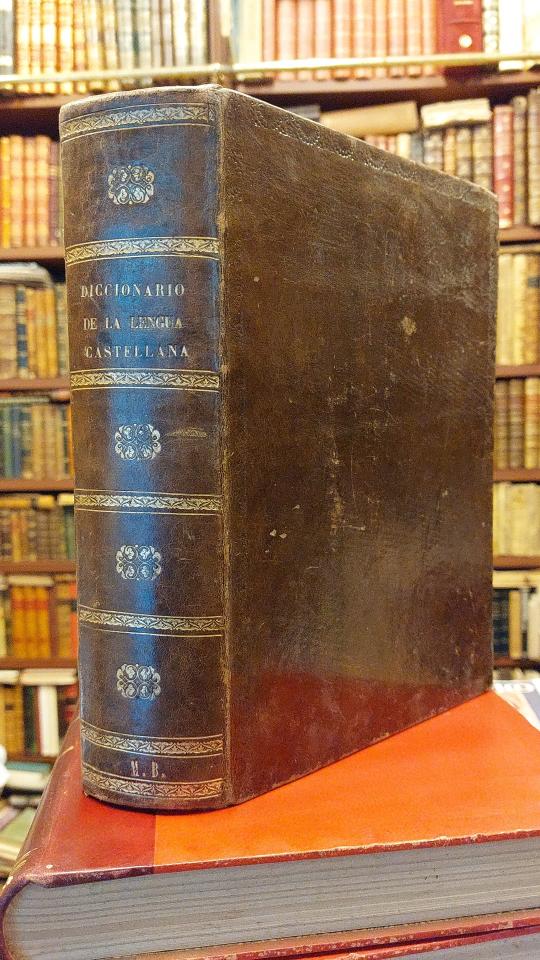 DICCIONARIO
DE LA LENGUA
CASTELLANA
M. B.